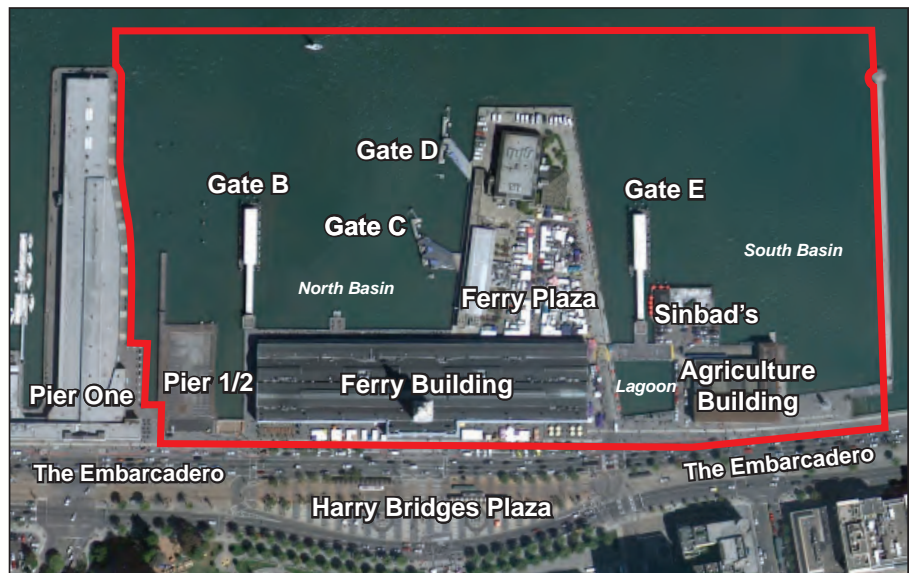 Gate D
Gate B
Gate E
Gate C
South Basin
North Basin
Ferry Plaza
Sinbad's
Pier One
Pier 1/2
Ferry Building
Lagoon
Agriculture
Building
The Embarcadero
The Embarcadero
Harry Bridges Plaza